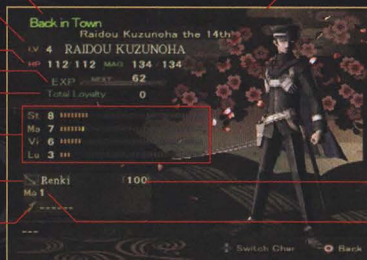 Back in Town
Raidou Kuzunoha the 14th
LV 4 RAIDOU KUZUNOHA
HP 112/112 MAG 134/134
EXP NEXT 62
Total Loyalty 0
St 8
Ma 7
Vi 6
Lu 3
Renki (100
Ma 1
------
---
Switch Char Back